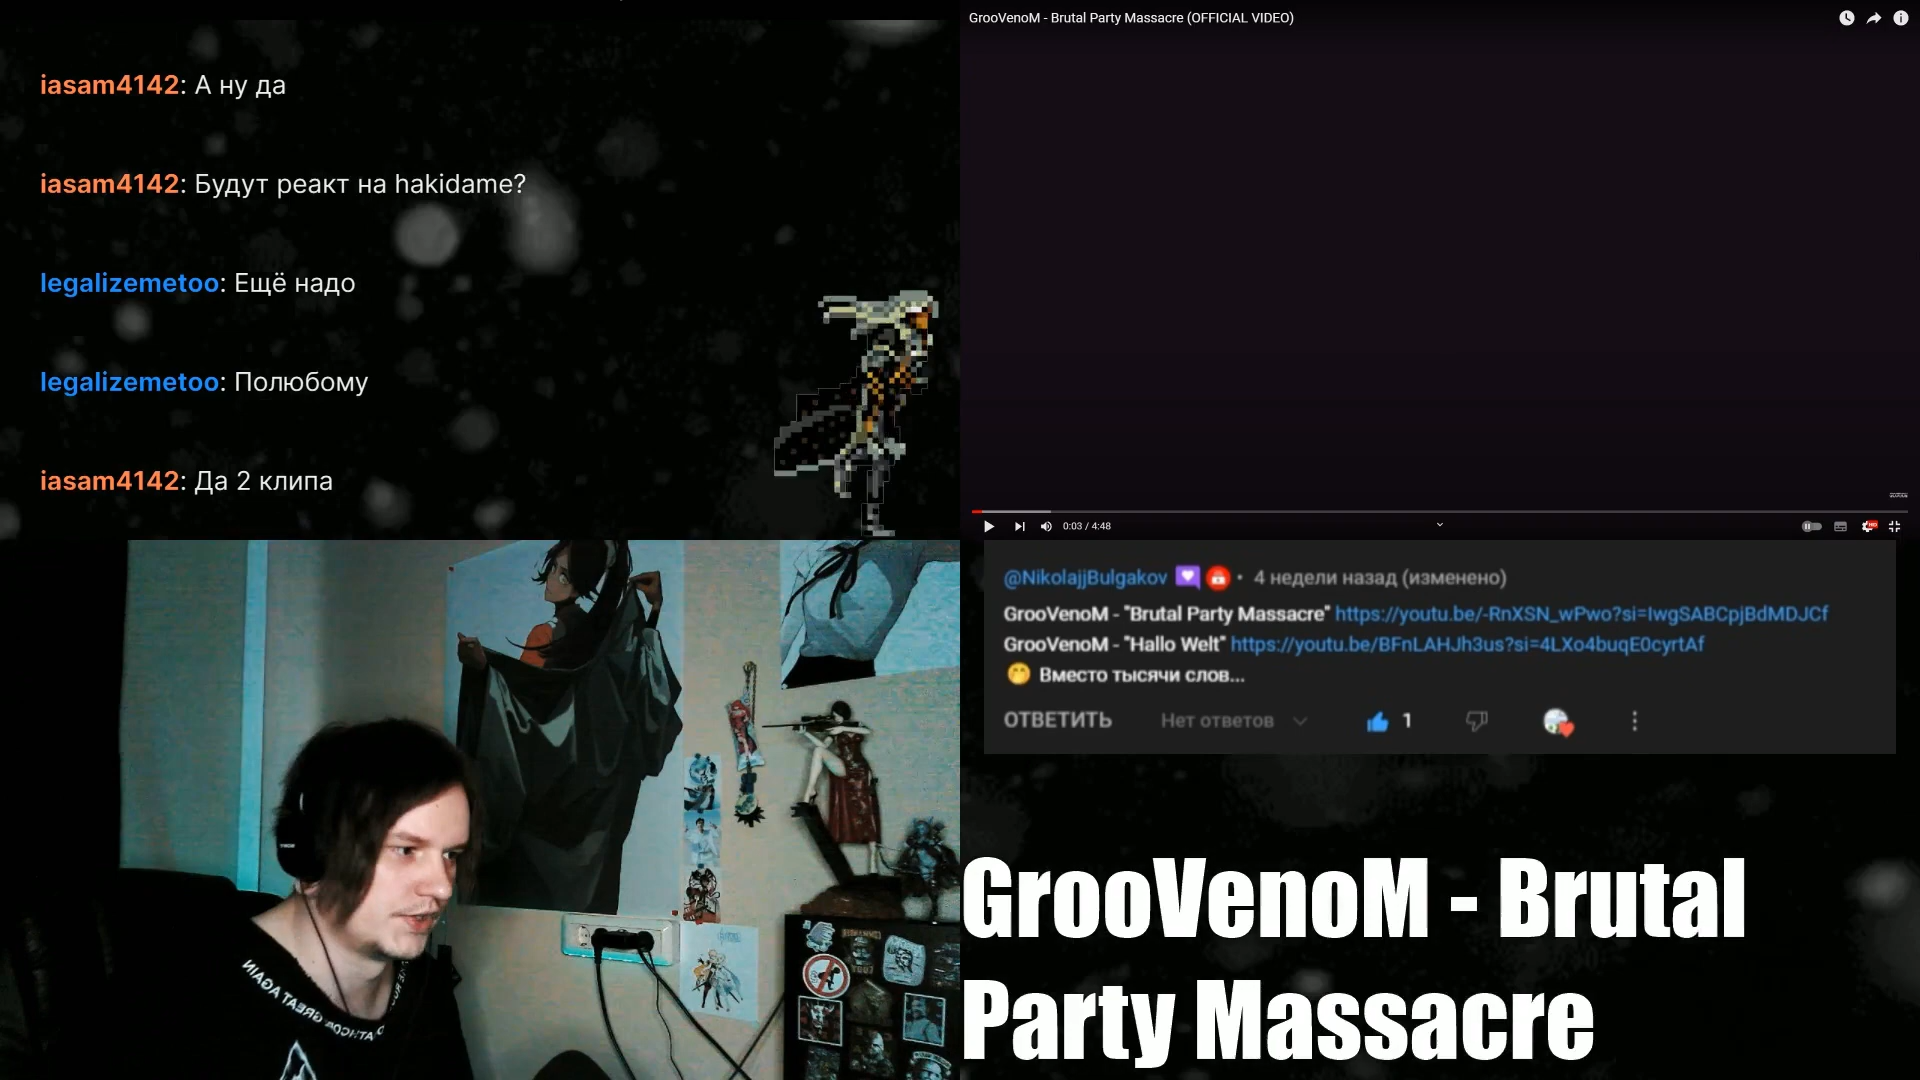 iasam4142: А ну да
iasam4142: Будут реакт на hakidame?
legalizemetoo: Ещё надо
legalizemetoo: Полюбому
iasam4142: Да 2 клипа
GrooVenoM - Brutal Party Massacre (OFFICIAL VIDEO)
0:03 / 4:48
@NikolajjBulgakov • 4 недели назад (изменено)
GrooVenoM - "Brutal Party Massacre" https://youtu.be/-RnXSN_wPwo?si=IwgSABCpjBdMDJCf
GrooVenoM - "Hallo Welt" https://youtu.be/BFnLAHJh3us?si=4LXo4buqE0cyrtAf
Вместо тысячи слов...
ОТВЕТИТЬ Нет ответов 1
GrooVenoM - Brutal
Party Massacre
GREAT AGAIN